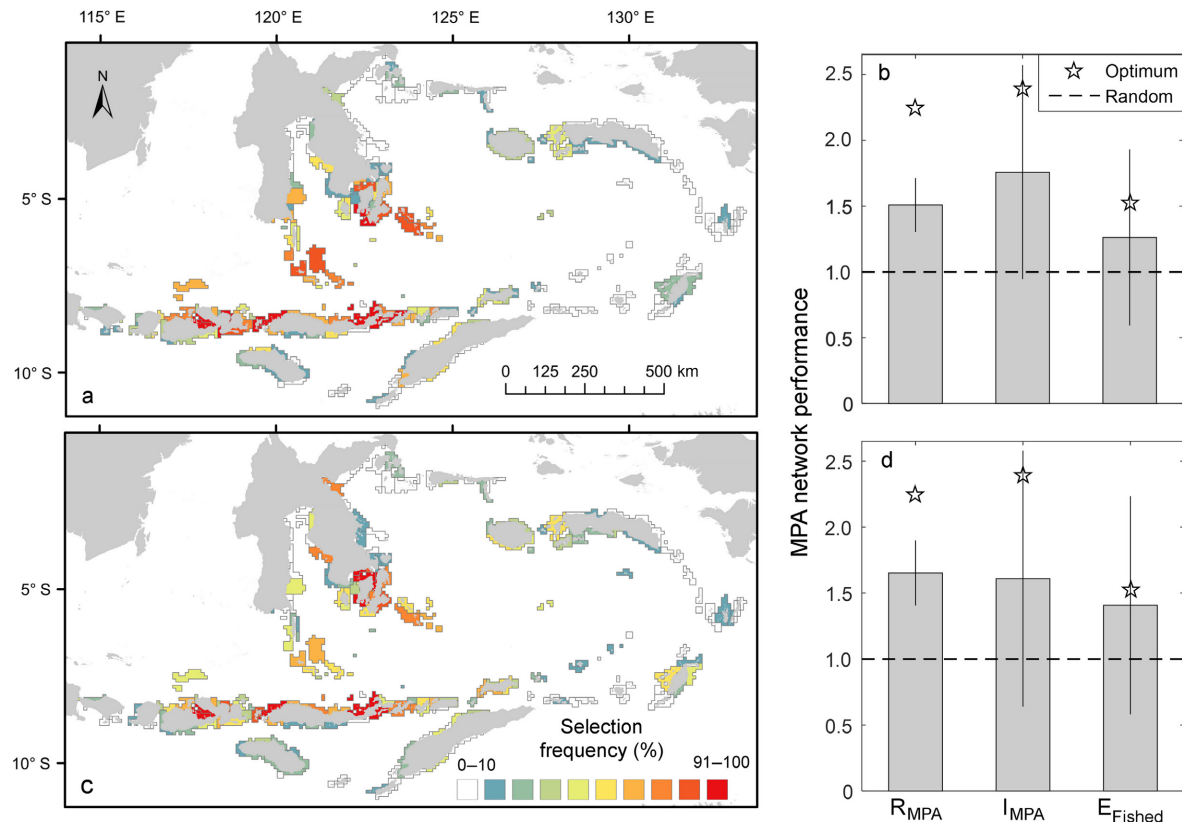 115° E 120° E 125° E 130° E
N
5° S
10° S
a
0 125 250 500 km
5° S
10° S
c
Selection
frequency (%)
0–10 91–100
MPA network performance
b
Optimum
Random
2.5
2.0
1.5
1.0
0.5
0
d
2.5
2.0
1.5
1.0
0.5
0
RMPA IMPA EFished